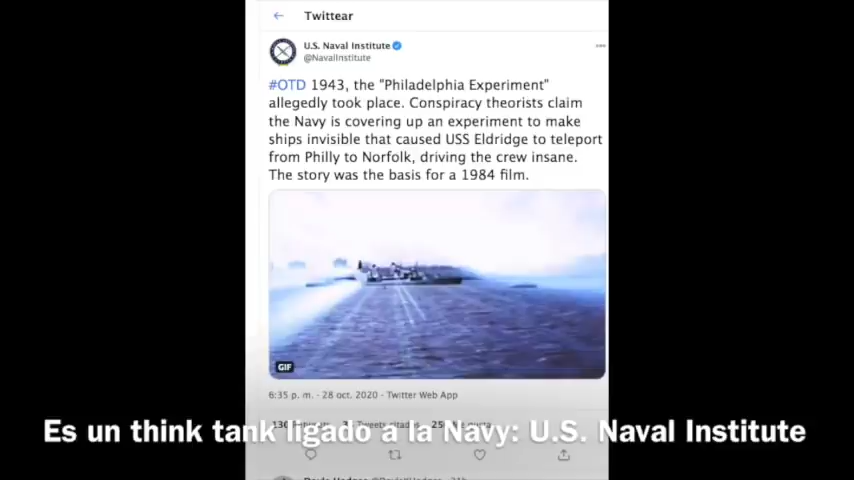 Twittear
U.S. Naval Institute
@NavalInstitute
#OTD 1943, the "Philadelphia Experiment"
allegedly took place. Conspiracy theorists claim
the Navy is covering up an experiment to make
ships invisible that caused USS Eldridge to teleport
from Philly to Norfolk, driving the crew insane.
The story was the basis for a 1984 film.
GIF
6:35 p. m. · 28 oct. 2020 · Twitter Web App
Es un think tank ligado a la Navy: U.S. Naval Institute